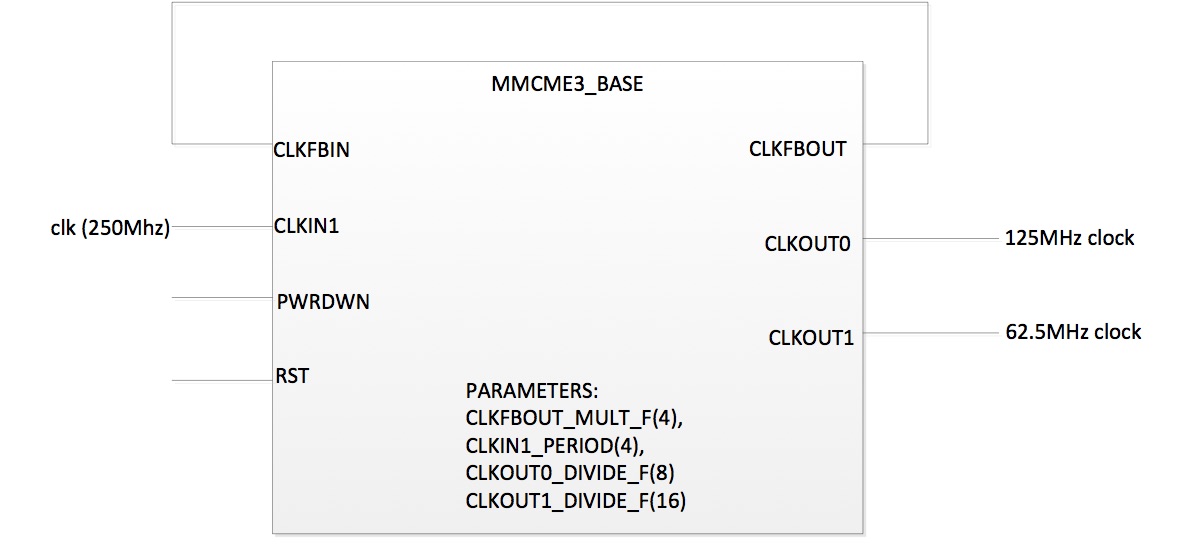 MMCME3_BASE
CLKFBIN
CLKFBOUT
clk (250Mhz)
CLKIN1
CLKOUT0
125MHz clock
PWRDWN
CLKOUT1
62.5MHz clock
RST
PARAMETERS:
CLKFBOUT_MULT_F(4),
CLKIN1_PERIOD(4),
CLKOUT0_DIVIDE_F(8)
CLKOUT1_DIVIDE_F(16)